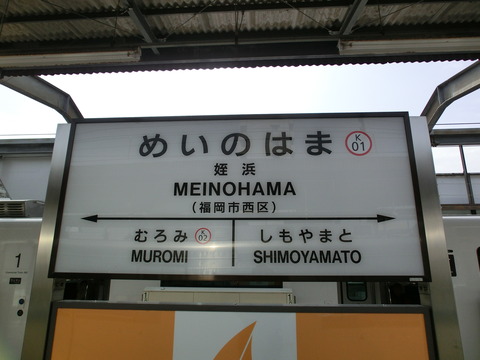 めいのはま K 01
姪浜
MEINOHAMA
(福岡市西区)
むろみ K 02 しもやまと
MUROMI SHIMOYAMATO
1
1